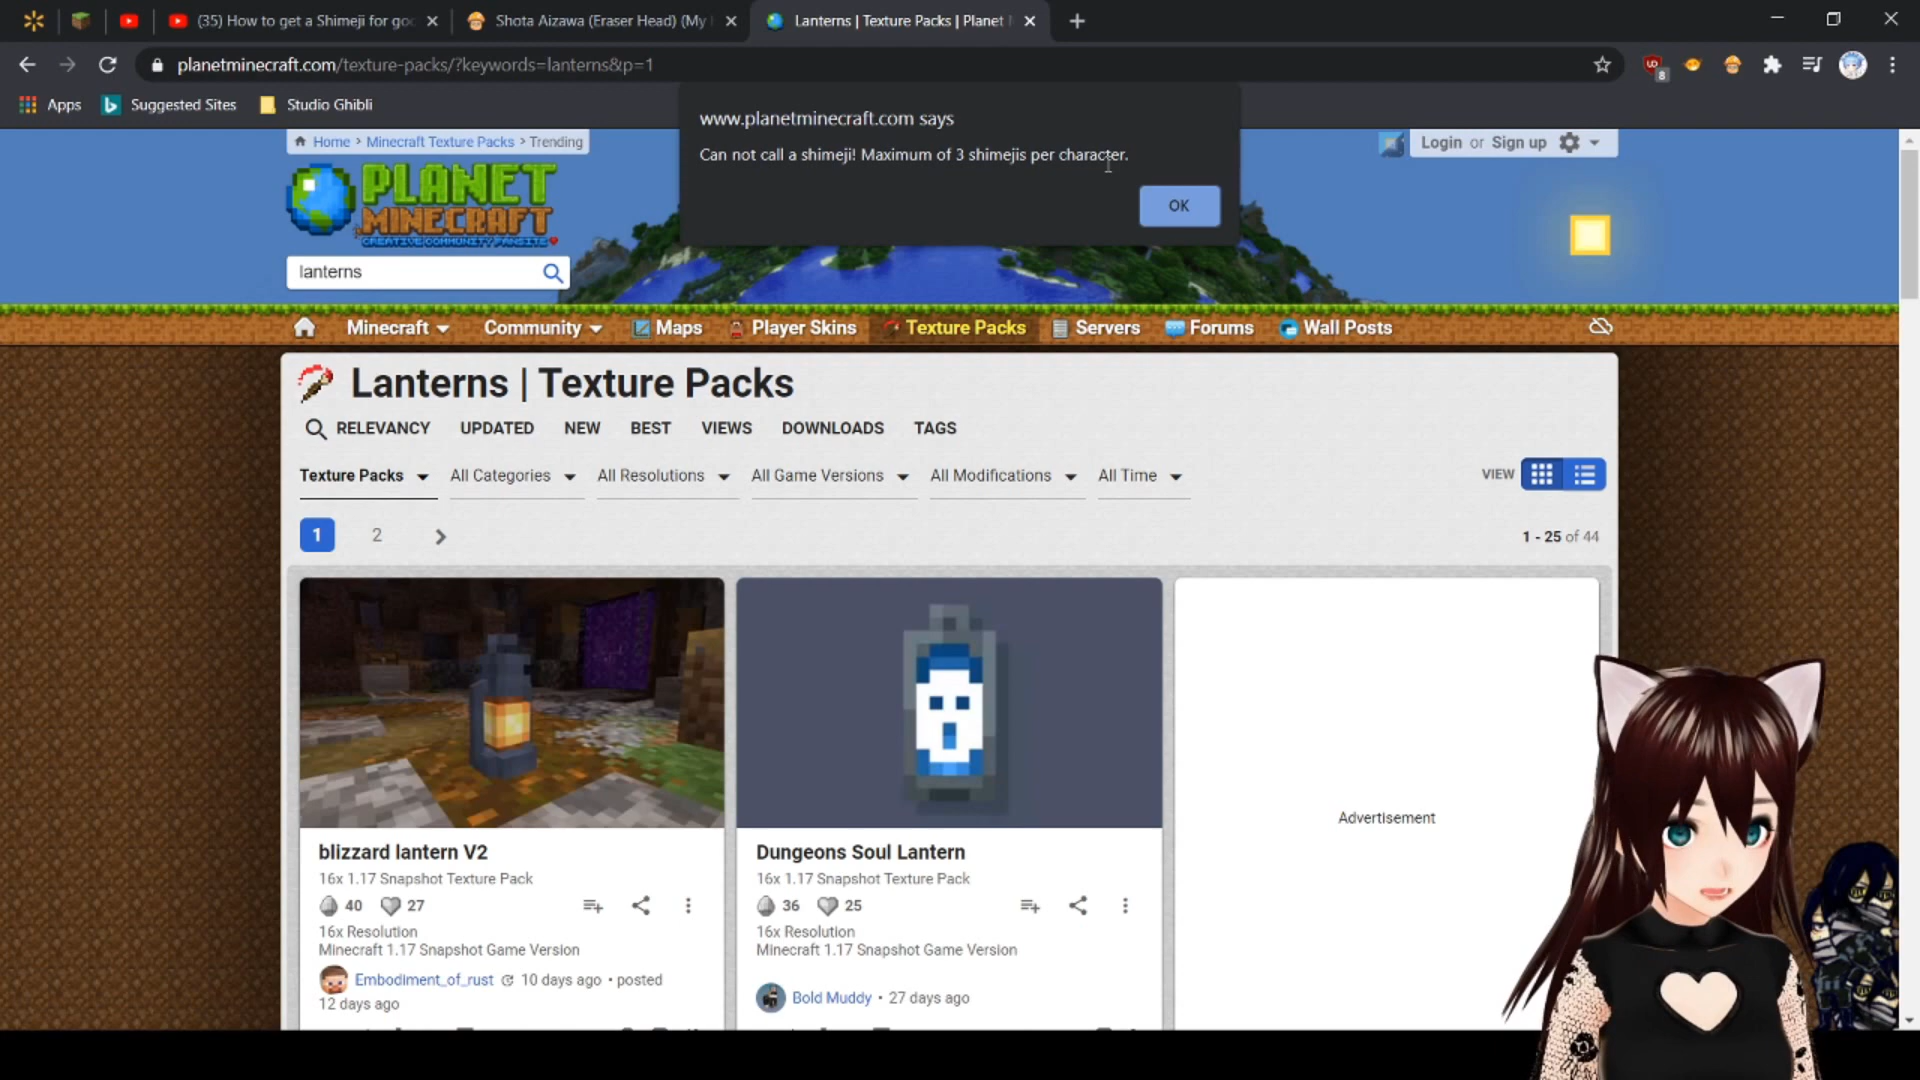 (35) How to get a Shimeji for goo
Shota Aizawa (Eraser Head) (My
Lanterns | Texture Packs | Planet
planetminecraft.com/texture-packs/?keywords=lanterns&p=1
8
Apps
Suggested Sites
Studio Ghibli
www.planetminecraft.com says
Can not call a shimeji! Maximum of 3 shimejis per character.
OK
Home > Minecraft Texture Packs > Trending
Login or Sign up
PLANET
MINECRAFT
CREATIVE COMMUNITY FANSITE
lanterns
Minecraft
Community
Maps
Player Skins
Texture Packs
Servers
Forums
Wall Posts
Lanterns | Texture Packs
RELEVANCY UPDATED NEW BEST VIEWS DOWNLOADS TAGS
Texture Packs All Categories All Resolutions All Game Versions All Modifications All Time
VIEW
1 2
1 - 25 of 44
blizzard lantern V2
16x 1.17 Snapshot Texture Pack
40 27
16x Resolution
Minecraft 1.17 Snapshot Game Version
Embodiment_of_rust 10 days ago • posted
12 days ago
Dungeons Soul Lantern
16x 1.17 Snapshot Texture Pack
36 25
16x Resolution
Minecraft 1.17 Snapshot Game Version
Bold Muddy • 27 days ago
Advertisement